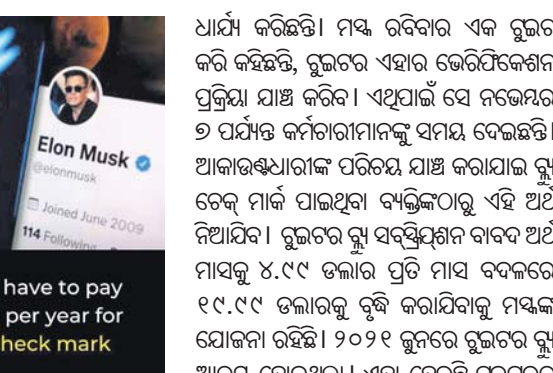 Elon Musk
@elonmusk
Joined June 2009
114 Following
have to pay
per year for
check mark
ଧାର୍ଯ୍ୟ କରିଛନ୍ତି। ମସ୍କ ରବିବାର ଏକ ଟୁଇଟ
କରି କହିଛନ୍ତି, ଟୁଇଟର ଏହାର ଭେରିଫିକେଶନ
ପ୍ରକ୍ରିୟା ଯାଞ୍ଚ କରିବ। ଏଥିପାଇଁ ସେ ନଭେମ୍ବର
୭ ପର୍ଯ୍ୟନ୍ତ କର୍ମଚାରୀମାନଙ୍କୁ ସମୟ ଦେଇଛନ୍ତି।
ଆକାଉଣ୍ଟଧାରୀଙ୍କ ପରିଚୟ ଯାଞ୍ଚ କରାଯାଇ ବ୍ଲୁ
ଚେକ୍ ମାର୍କ ପାଇଥିବା ବ୍ୟକ୍ତିଙ୍କଠାରୁ ଏହି ଅର୍ଥ
ନିଆଯିବ। ଟୁଇଟର ବ୍ଲୁ ସବ୍‌ସ୍କ୍ରିପ୍‌ଶନ ବାବଦ ଅର୍ଥ
ମାସକୁ ୪.୯୯ ଡଲାର ପ୍ରତି ମାସ ବଦଳରେ
୧୯.୯୯ ଡଲାରକୁ ବୃଦ୍ଧି କରାଯିବାକୁ ମସ୍କଙ୍କ
ଯୋଜନା ରହିଛି। ୨୦୨୧ ଜୁନରେ ଟୁଇଟର ବ୍ଲୁ